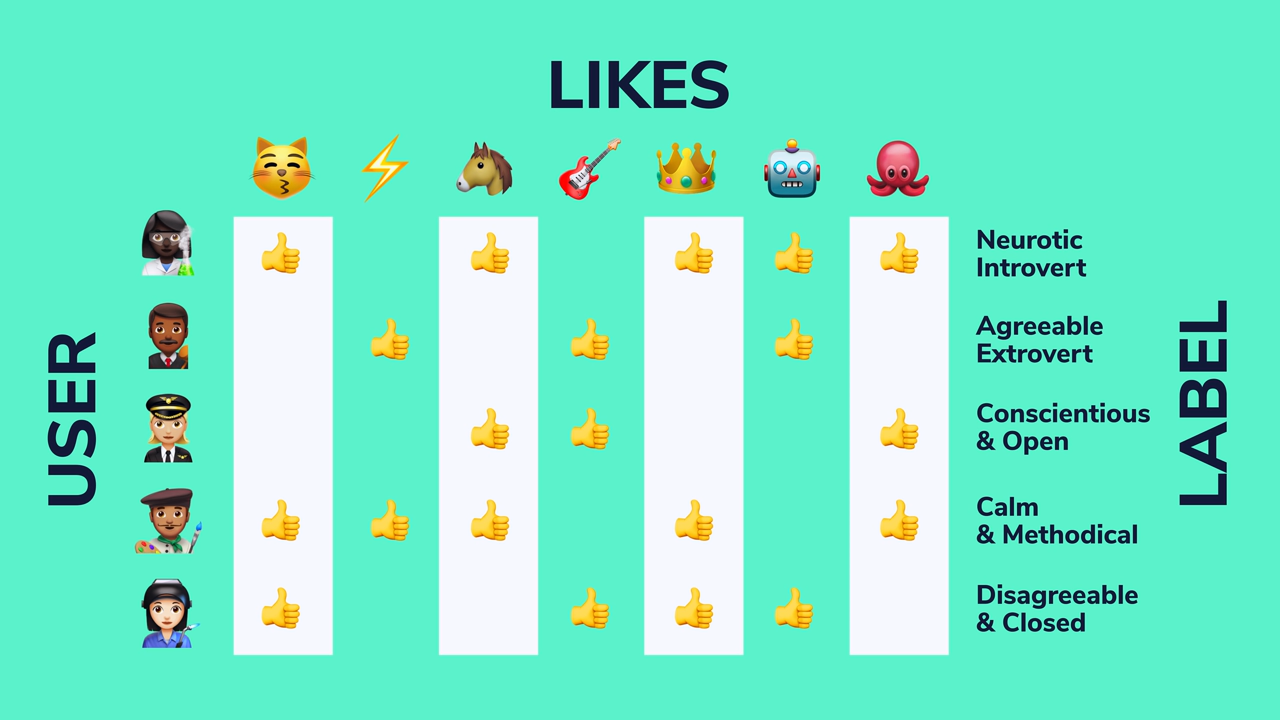 LIKES
USER
Neurotic
Introvert
Agreeable
Extrovert
Conscientious
& Open
Calm
& Methodical
Disagreeable
& Closed
LABEL